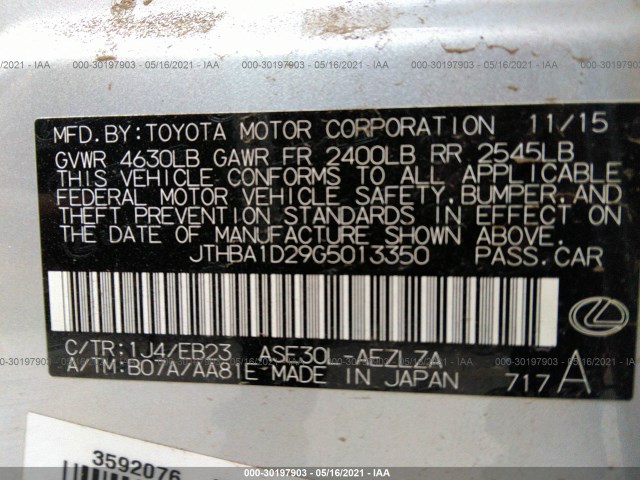 000-30197903 - 05/16/2021 - IAA
MFD.BY:TOYOTA MOTOR CORPORATION 11/15
GVWR 4630LB GAWR FR 2400LB RR 2545LB
THIS VEHICLE CONFORMS TO ALL APPLICABLE
FEDERAL MOTOR VEHICLE SAFETY,BUMPER,AND
THEFT PREVENTION STANDARDS IN EFFECT ON
THE DATE OF MANUFACTURE SHOWN ABOVE.
JTHBA1D29G5013350 PASS.CAR
C/TR:1J4/EB23 ASE30L-AEZLZA
A/TM:B07A/AA81E MADE IN JAPAN 717A
3592076
000-30197903 - 05/16/2021 - IAA